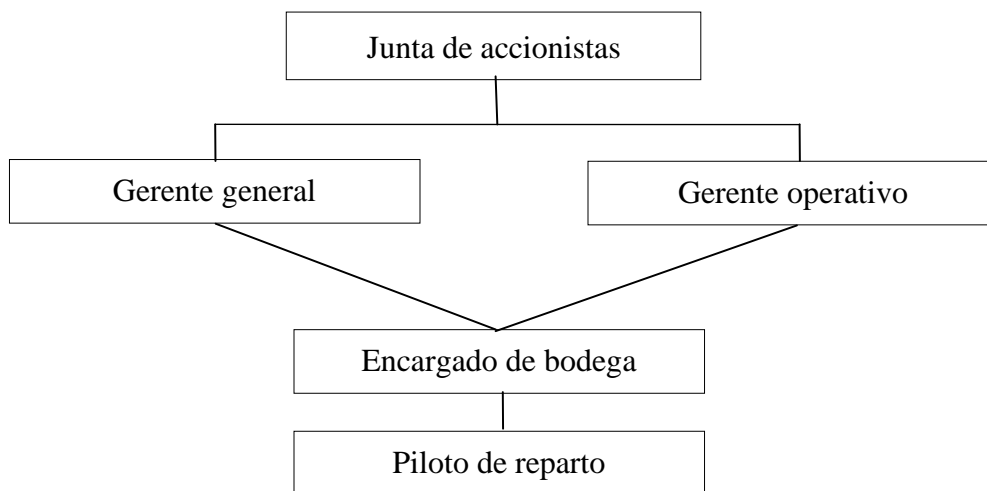 Junta de accionistas
Gerente general
Gerente operativo
Encargado de bodega
Piloto de reparto